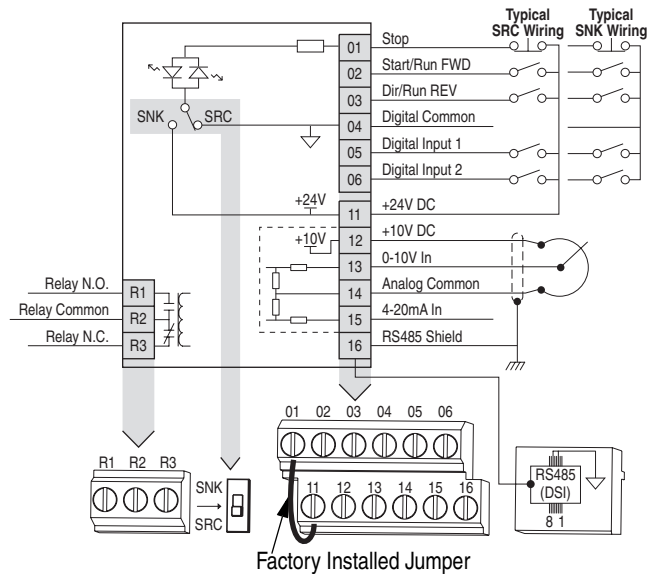 Typical SRC Wiring
Typical SNK Wiring
01 Stop
02 Start/Run FWD
03 Dir/Run REV
SNK SRC
04 Digital Common
05 Digital Input 1
06 Digital Input 2
+24V
11 +24V DC
+10V
12 +10V DC
13 0-10V In
14 Analog Common
15 4-20mA In
16 RS485 Shield
Relay N.O. R1
Relay Common R2
Relay N.C. R3
01 02 03 04 05 06
R1 R2 R3
SNK
SRC
11 12 13 14 15 16
RS485
(DSI)
8 1
Factory Installed Jumper